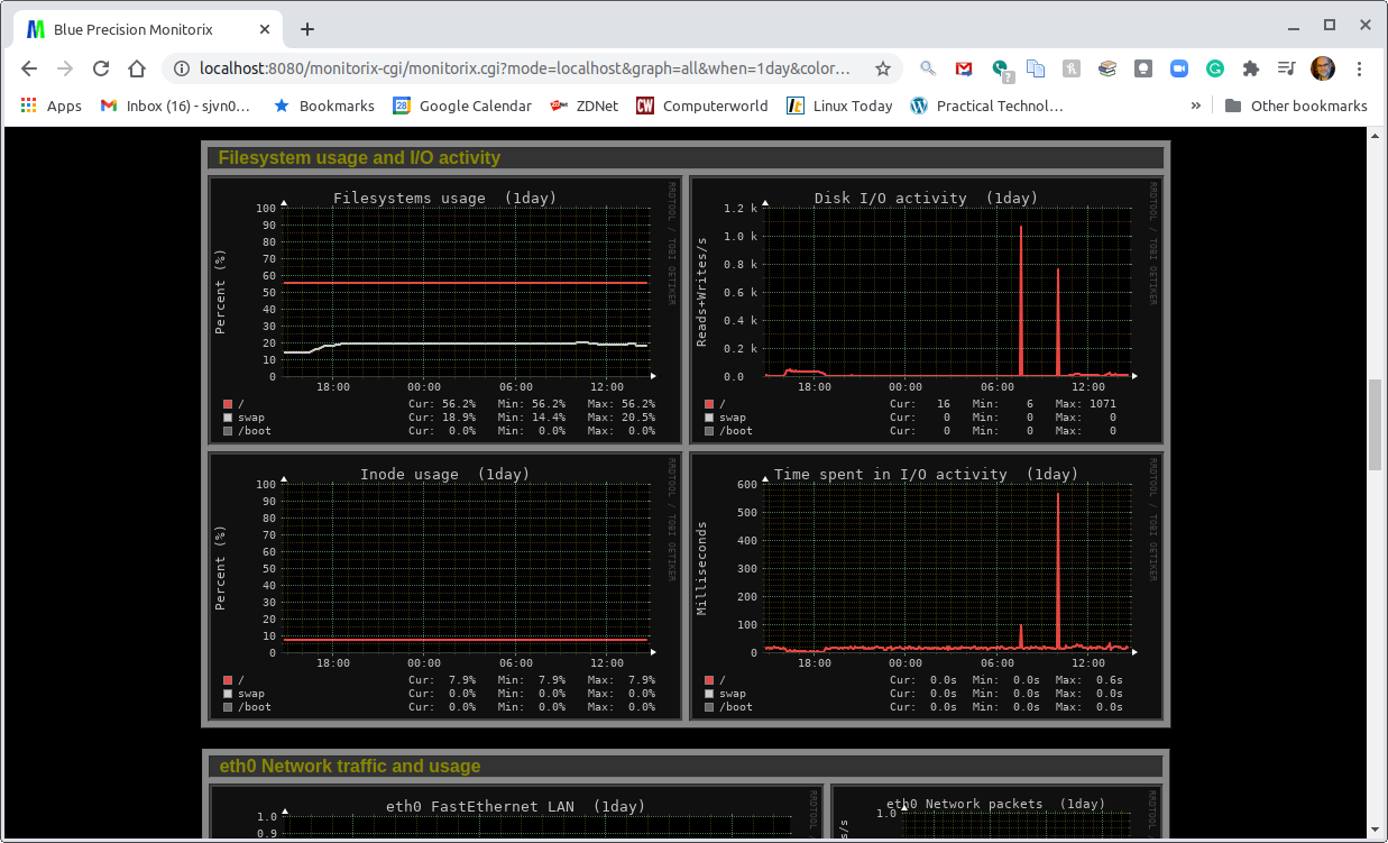 Blue Precision Monitorix
localhost:8080/monitorix-cgi/monitorix.cgi?mode=localhost&graph=all&when=1day&color...
Apps Inbox (16) - sjvn0... Bookmarks 28 Google Calendar ZDNet CW Computerworld Linux Today Practical Technol... » Other bookmarks
Filesystem usage and I/O activity
Filesystems usage (1day)
RRDTOOL / TOBI OETIKER
Percent (%)
100
90
80
70
60
50
40
30
20
10
0
18:00 00:00 06:00 12:00
/ Cur: 56.2% Min: 56.2% Max: 56.2%
swap Cur: 18.9% Min: 14.4% Max: 20.5%
/boot Cur: 0.0% Min: 0.0% Max: 0.0%
Disk I/O activity (1day)
RRDTOOL / TOBI OETIKER
Reads+Writes/s
1.2 k
1.0 k
0.8 k
0.6 k
0.4 k
0.2 k
0.0
18:00 00:00 06:00 12:00
/ Cur: 16 Min: 6 Max: 1071
swap Cur: 0 Min: 0 Max: 0
/boot Cur: 0 Min: 0 Max: 0
Inode usage (1day)
RRDTOOL / TOBI OETIKER
Percent (%)
100
90
80
70
60
50
40
30
20
10
0
18:00 00:00 06:00 12:00
/ Cur: 7.9% Min: 7.9% Max: 7.9%
swap Cur: 0.0% Min: 0.0% Max: 0.0%
/boot Cur: 0.0% Min: 0.0% Max: 0.0%
Time spent in I/O activity (1day)
RRDTOOL / TOBI OETIKER
Milliseconds
600
500
400
300
200
100
0
18:00 00:00 06:00 12:00
/ Cur: 0.0s Min: 0.0s Max: 0.6s
swap Cur: 0.0s Min: 0.0s Max: 0.0s
/boot Cur: 0.0s Min: 0.0s Max: 0.0s
eth0 Network traffic and usage
eth0 FastEthernet LAN (1day)
1.0
0.9
eth0 Network packets (1day)
1.0
s/s